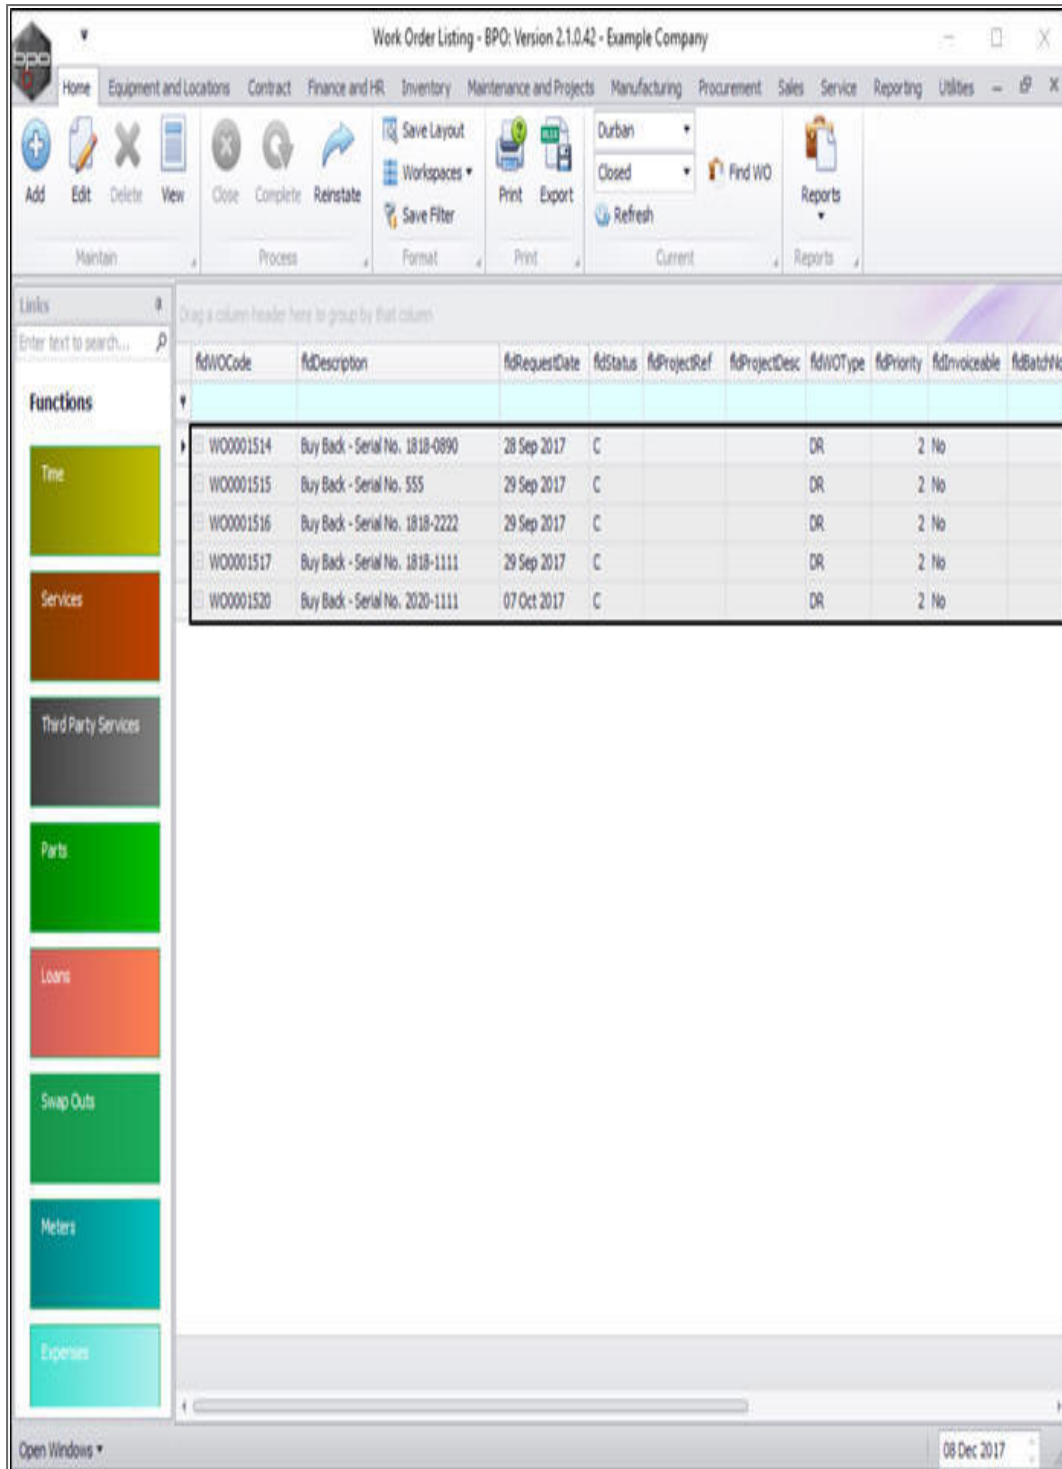 bpo
Work Order Listing - BPO: Version 2.1.0.42 - Example Company
Home Equipment and Locations Contract Finance and HR Inventory Maintenance and Projects Manufacturing Procurement Sales Service Reporting Utilities
Add Edit Delete View Close Complete Reinstate Save Layout Workspaces Save Filter Print Export Durban Closed Refresh Find WO Reports
Maintain Process Format Print Current Reports
Links
Enter text to search...
Drag a column header here to group by that column
fldWOCode fldDescription fldRequestDate fldStatus fldProjectRef fldProjectDesc fldWOType fldPriority fldInvoiceable fldBatchNo
WO0001514 Buy Back - Serial No. 1818-0890 28 Sep 2017 C DR 2 No
WO0001515 Buy Back - Serial No. 555 29 Sep 2017 C DR 2 No
WO0001516 Buy Back - Serial No. 1818-2222 29 Sep 2017 C DR 2 No
WO0001517 Buy Back - Serial No. 1818-1111 29 Sep 2017 C DR 2 No
WO0001520 Buy Back - Serial No. 2020-1111 07 Oct 2017 C DR 2 No
Functions
Time
Services
Third Party Services
Parts
Loans
Swap Outs
Meters
Expenses
Open Windows
08 Dec 2017